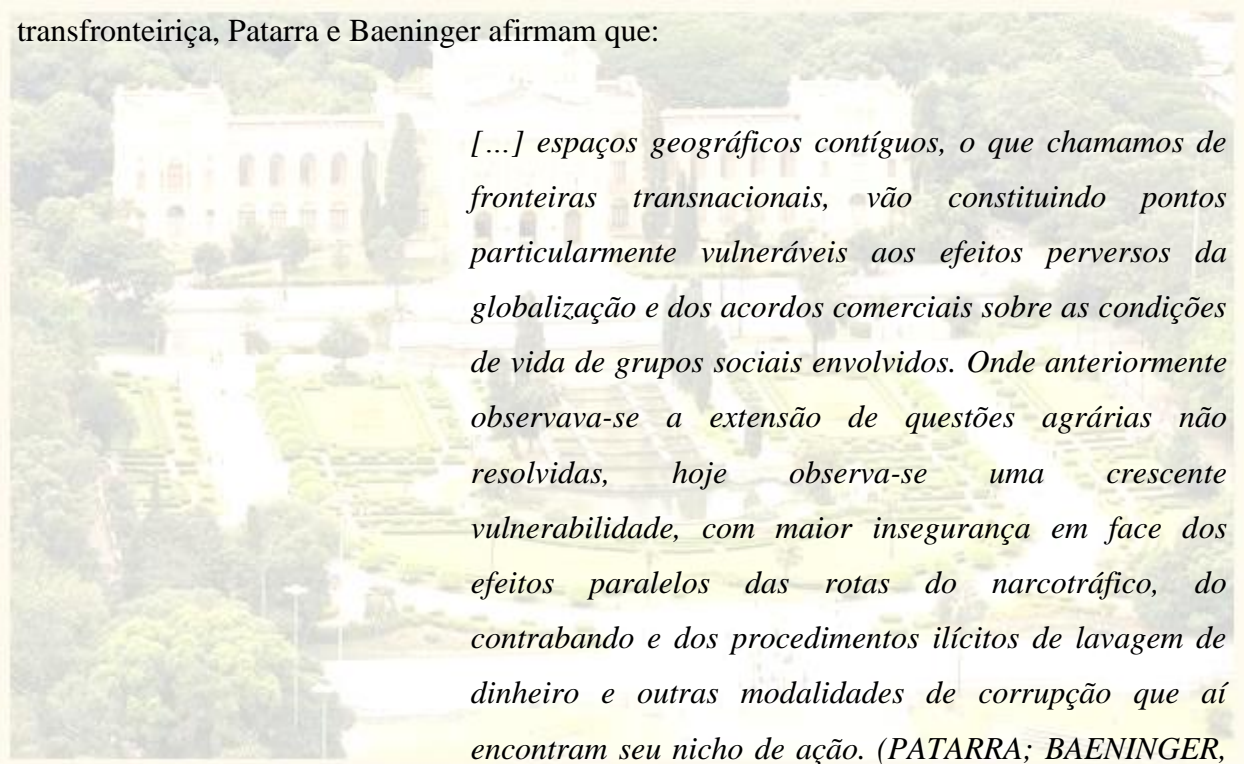 transfronteiriça, Patarra e Baeninger afirmam que:
[...] espaços geográficos contíguos, o que chamamos de
fronteiras transnacionais, vão constituindo pontos
particularmente vulneráveis aos efeitos perversos da
globalização e dos acordos comerciais sobre as condições
de vida de grupos sociais envolvidos. Onde anteriormente
observava-se a extensão de questões agrárias não
resolvidas, hoje observa-se uma crescente
vulnerabilidade, com maior insegurança em face dos
efeitos paralelos das rotas do narcotráfico, do
contrabando e dos procedimentos ilícitos de lavagem de
dinheiro e outras modalidades de corrupção que aí
encontram seu nicho de ação. (PATARRA; BAENINGER,